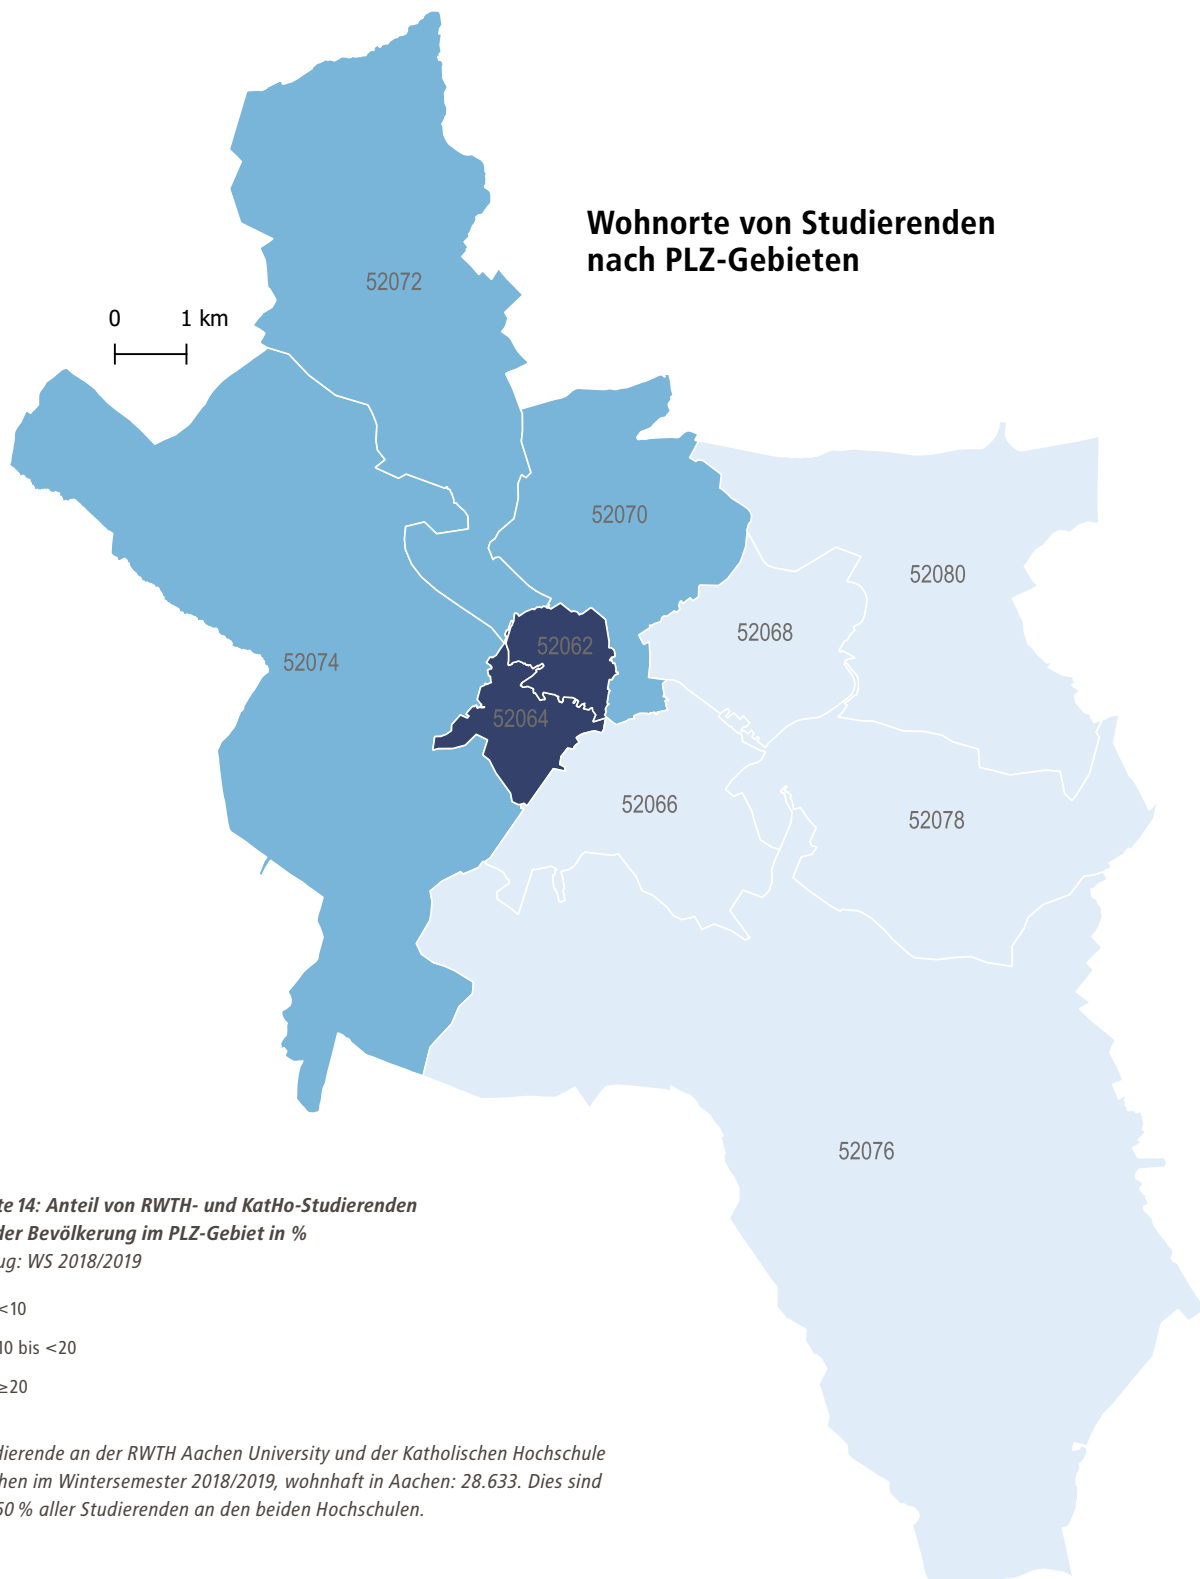 Wohnorte von Studierenden
nach PLZ-Gebieten
52072
0 1 km
52070
52080
52068
52062
52074
52064
52066
52078
52076
te 14: Anteil von RWTH- und KatHo-Studierenden
der Bevölkerung im PLZ-Gebiet in %
ug: WS 2018/2019
<10
10 bis <20
≥20
dierende an der RWTH Aachen University und der Katholischen Hochschule
hen im Wintersemester 2018/2019, wohnhaft in Aachen: 28.633. Dies sind
60 % aller Studierenden an den beiden Hochschulen.